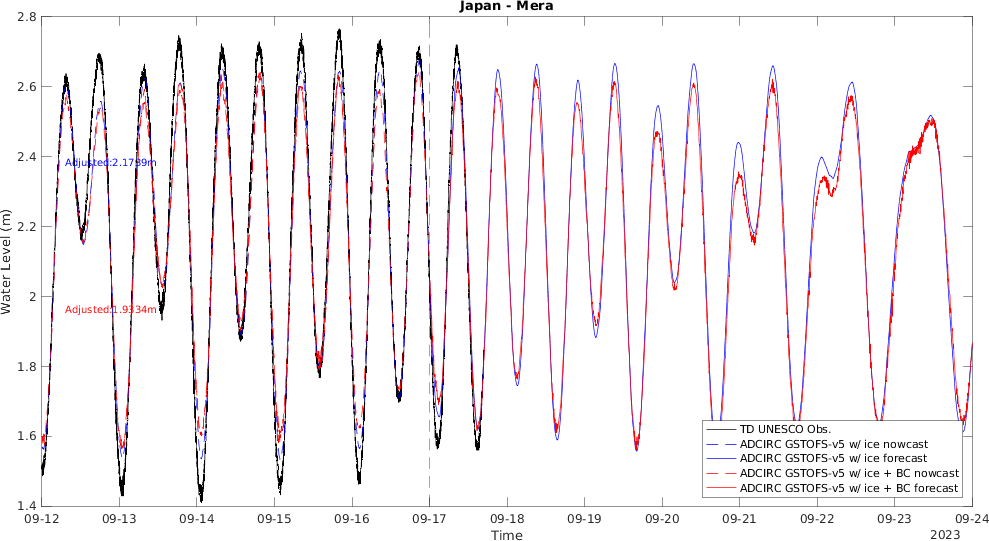 Japan - Mera
2.8
2.6
2.4
2.2
2
1.8
1.6
1.4
Water Level (m)
Adjusted:2.1799m
Adjusted:1.9334m
TD UNESCO Obs.
ADCIRC GSTOFS-v5 w/ ice nowcast
ADCIRC GSTOFS-v5 w/ ice forecast
ADCIRC GSTOFS-v5 w/ ice + BC nowcast
ADCIRC GSTOFS-v5 w/ ice + BC forecast
09-12 09-13 09-14 09-15 09-16 09-17 09-18 09-19 09-20 09-21 09-22 09-23 09-24
Time
2023